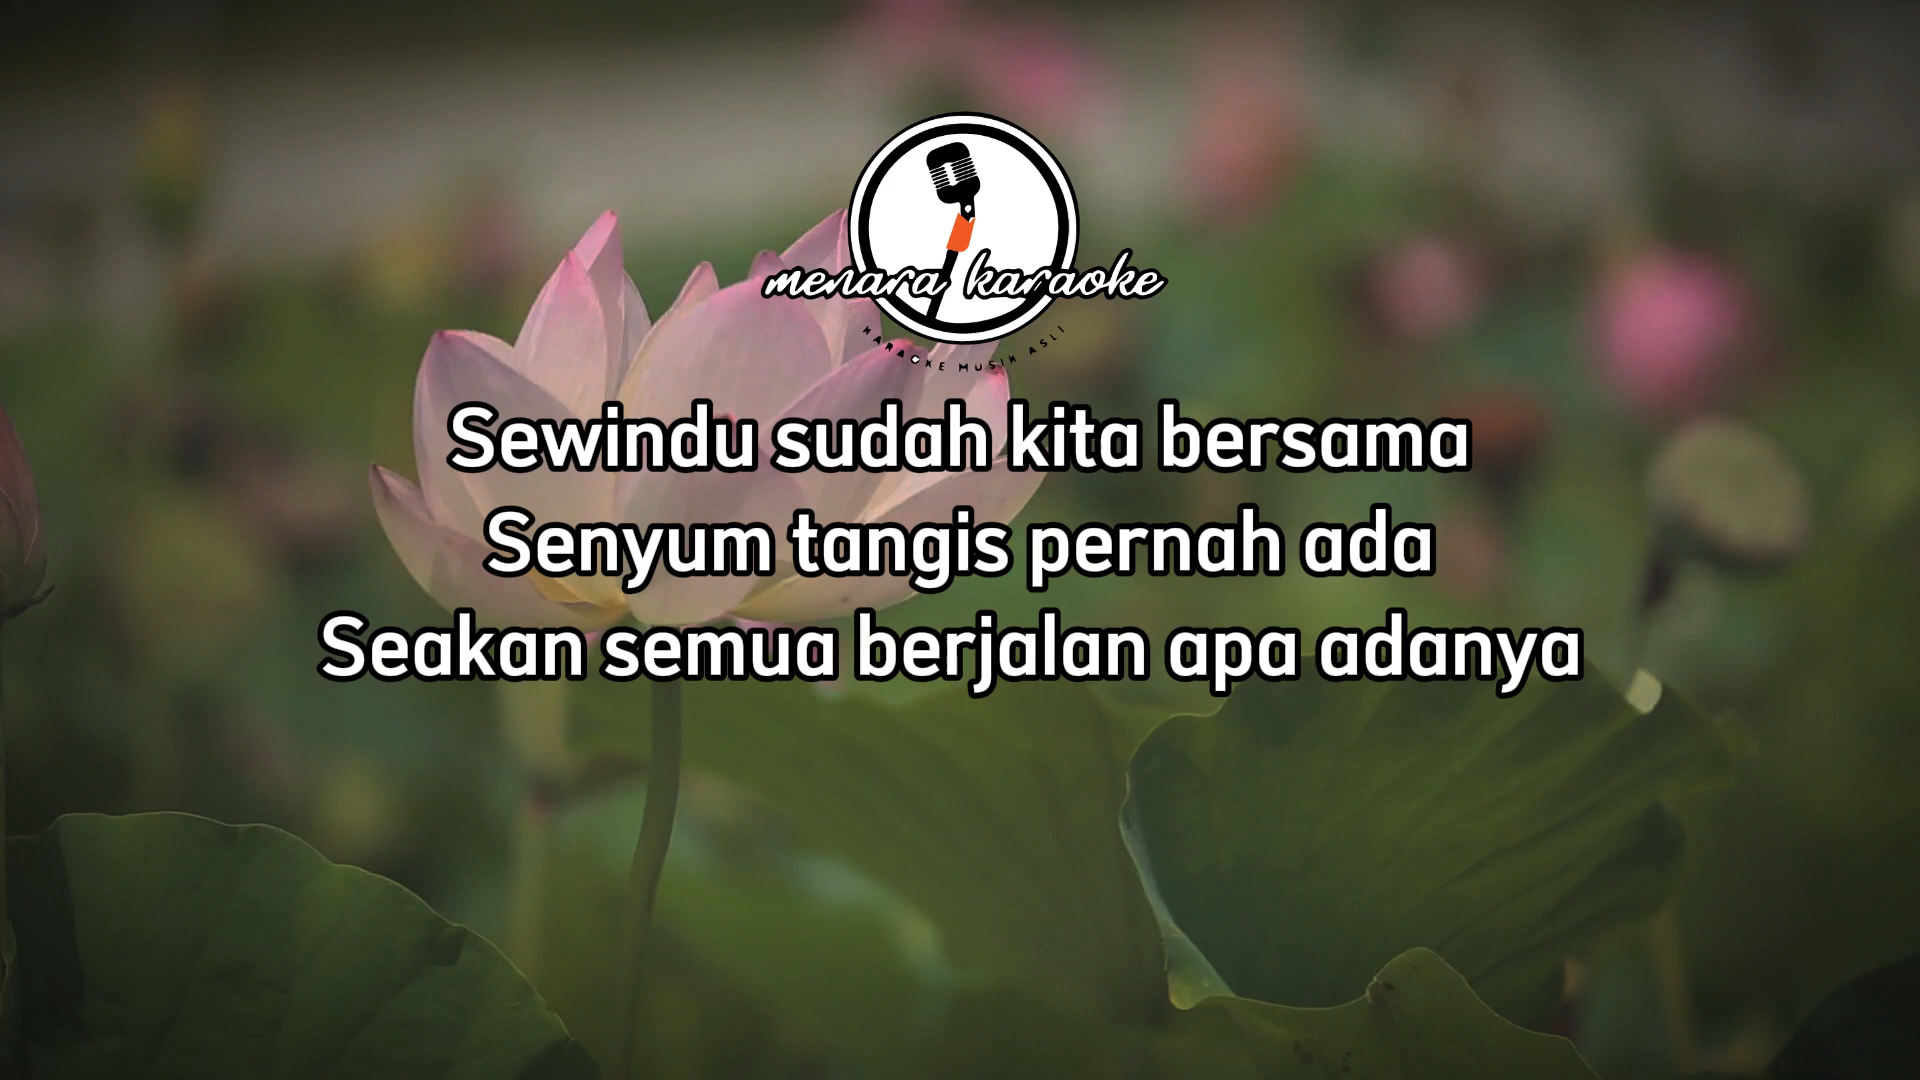 menara karaoke
KARAOKE MUSIK ASLI
Sewindu sudah kita bersama
Senyum tangis pernah ada
Seakan semua berjalan apa adanya